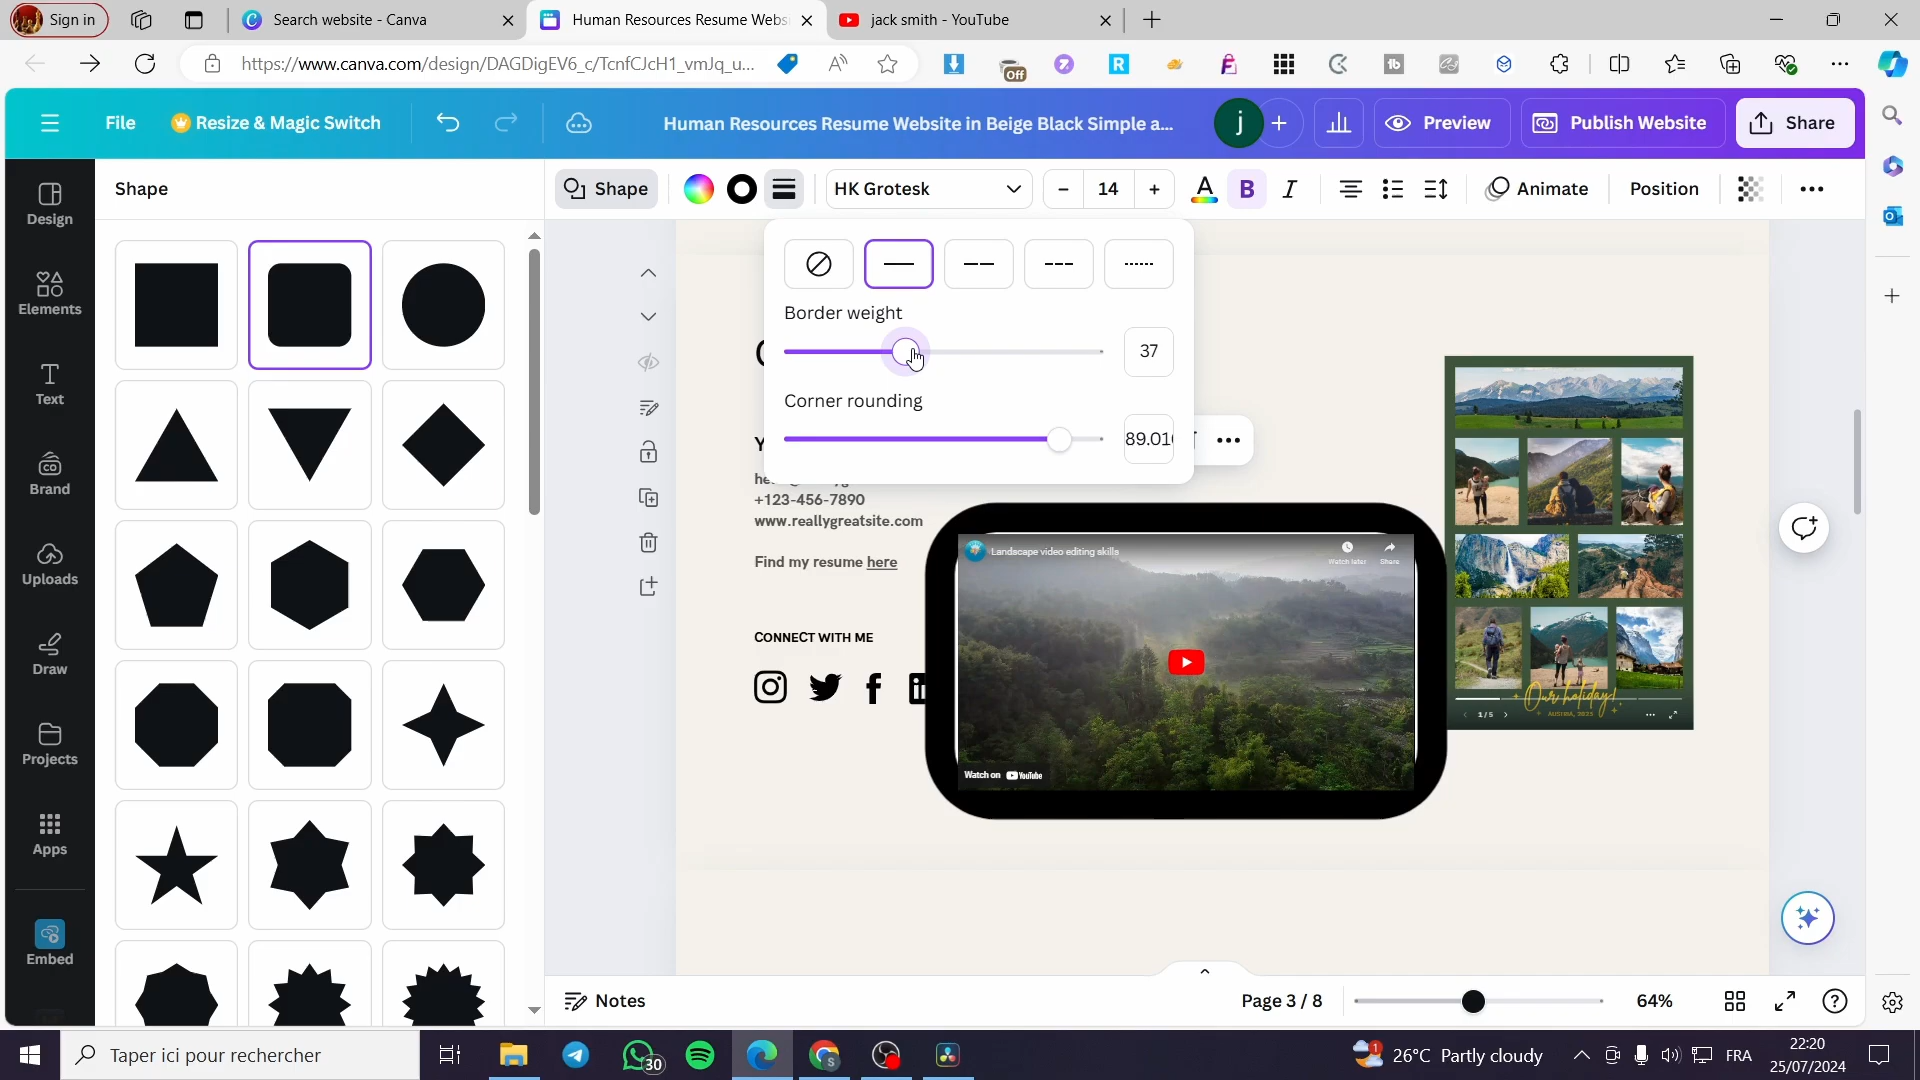 Sign in
Search website - Canva
Human Resources Resume Webs
jack smith - YouTube
https://www.canva.com/design/DAGDigEV6_c/TcnfCJcH1_vmJq_u...
Off
File
Resize & Magic Switch
Human Resources Resume Website in Beige Black Simple a...
j
Preview
Publish Website
Share
Design
Elements
Text
Brand
Uploads
Draw
Projects
Apps
Embed
Shape
Shape
HK Grotesk
14
B
I
Animate
Position
Border weight
37
Corner rounding
89.01
+123-456-7890
www.reallygreatsite.com
Find my resume here
CONNECT WITH ME
Landscape video editing skills
Watch later
Share
Watch on YouTube
Our holiday!
AUSTRIA, 2025
1/5
Notes
Page 3 / 8
64%
Taper ici pour rechercher
30
26°C Partly cloudy
FRA
22:20
25/07/2024